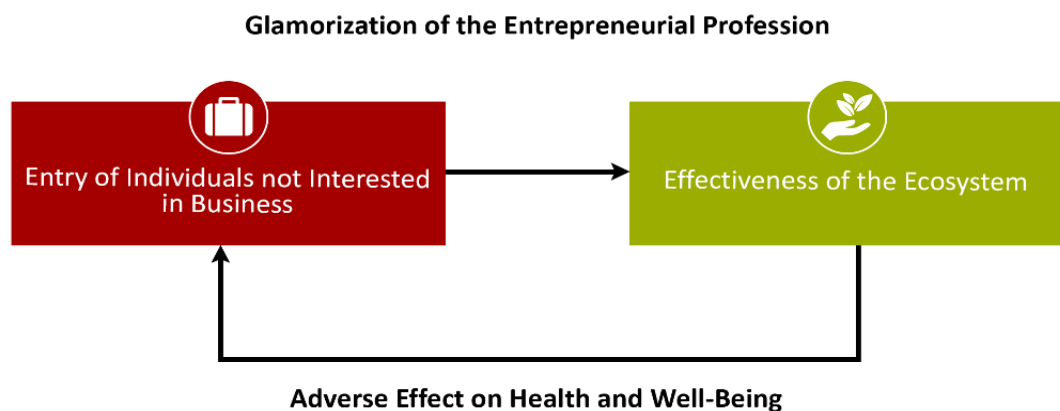 Glamorization of the Entrepreneurial Profession
Entry of Individuals not Interested
in Business
Effectiveness of the Ecosystem
Adverse Effect on Health and Well-Being